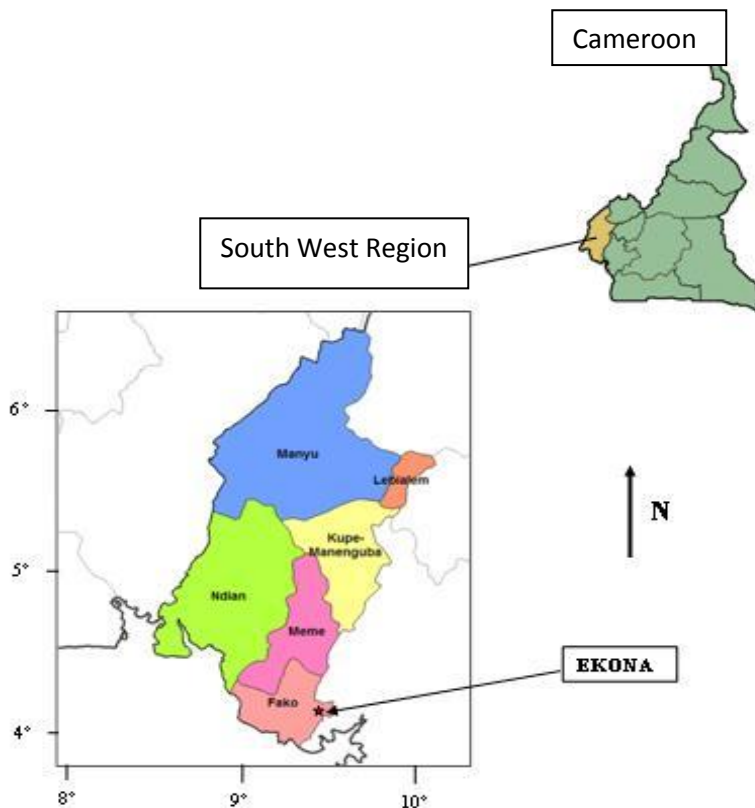 Cameroon
South West Region
6°
Manyu
Lebialem
Kupe-
Manenguba
N
5°
Ndian
Meme
EKONA
Fako
4°
8°
9°
10°